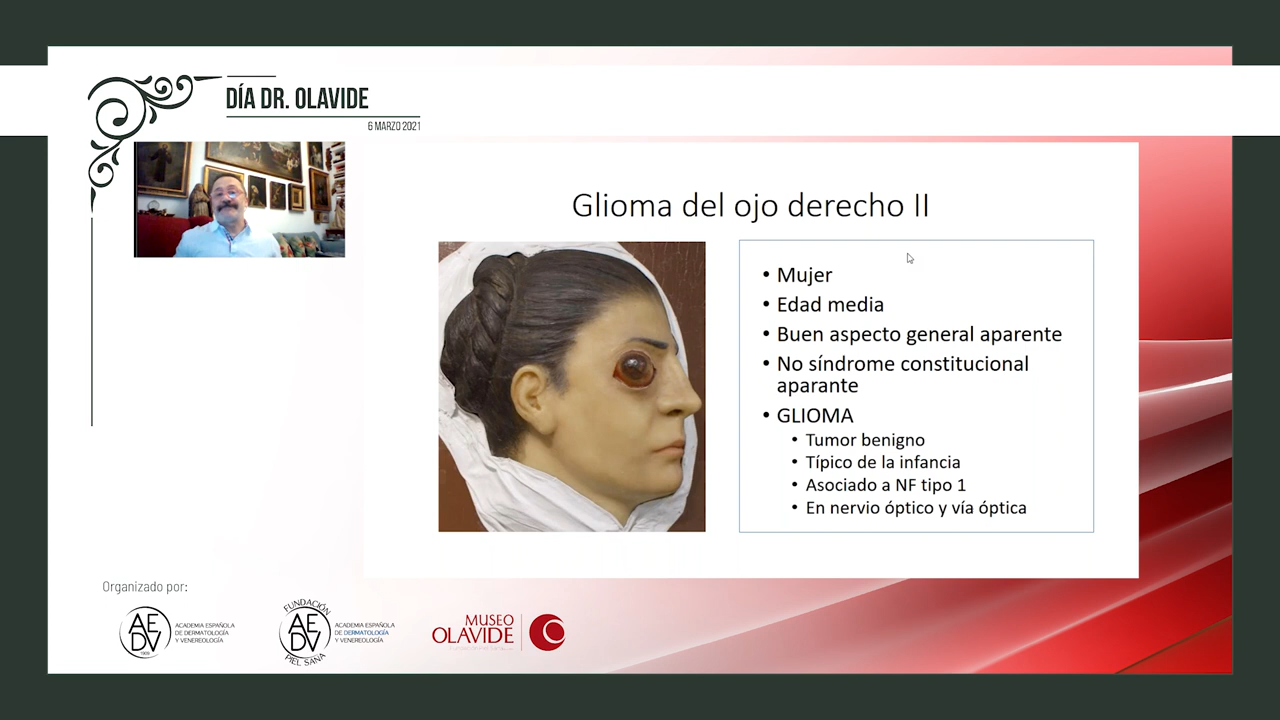 DÍA DR. OLAVIDE
6 MARZO 2021
Glioma del ojo derecho II
• Mujer
• Edad media
• Buen aspecto general aparente
• No síndrome constitucional
aparante
• GLIOMA
• Tumor benigno
• Típico de la infancia
• Asociado a NF tipo 1
• En nervio óptico y vía óptica
Organizado por:
AEDV
1909
ACADEMIA ESPAÑOLA
DE DERMATOLOGÍA
Y VENEREOLOGÍA
FUNDACIÓN
AEDV
PIEL SANA
ACADEMIA ESPAÑOLA
DE DERMATOLOGÍA
Y VENEREOLOGÍA
MUSEO
OLAVIDE